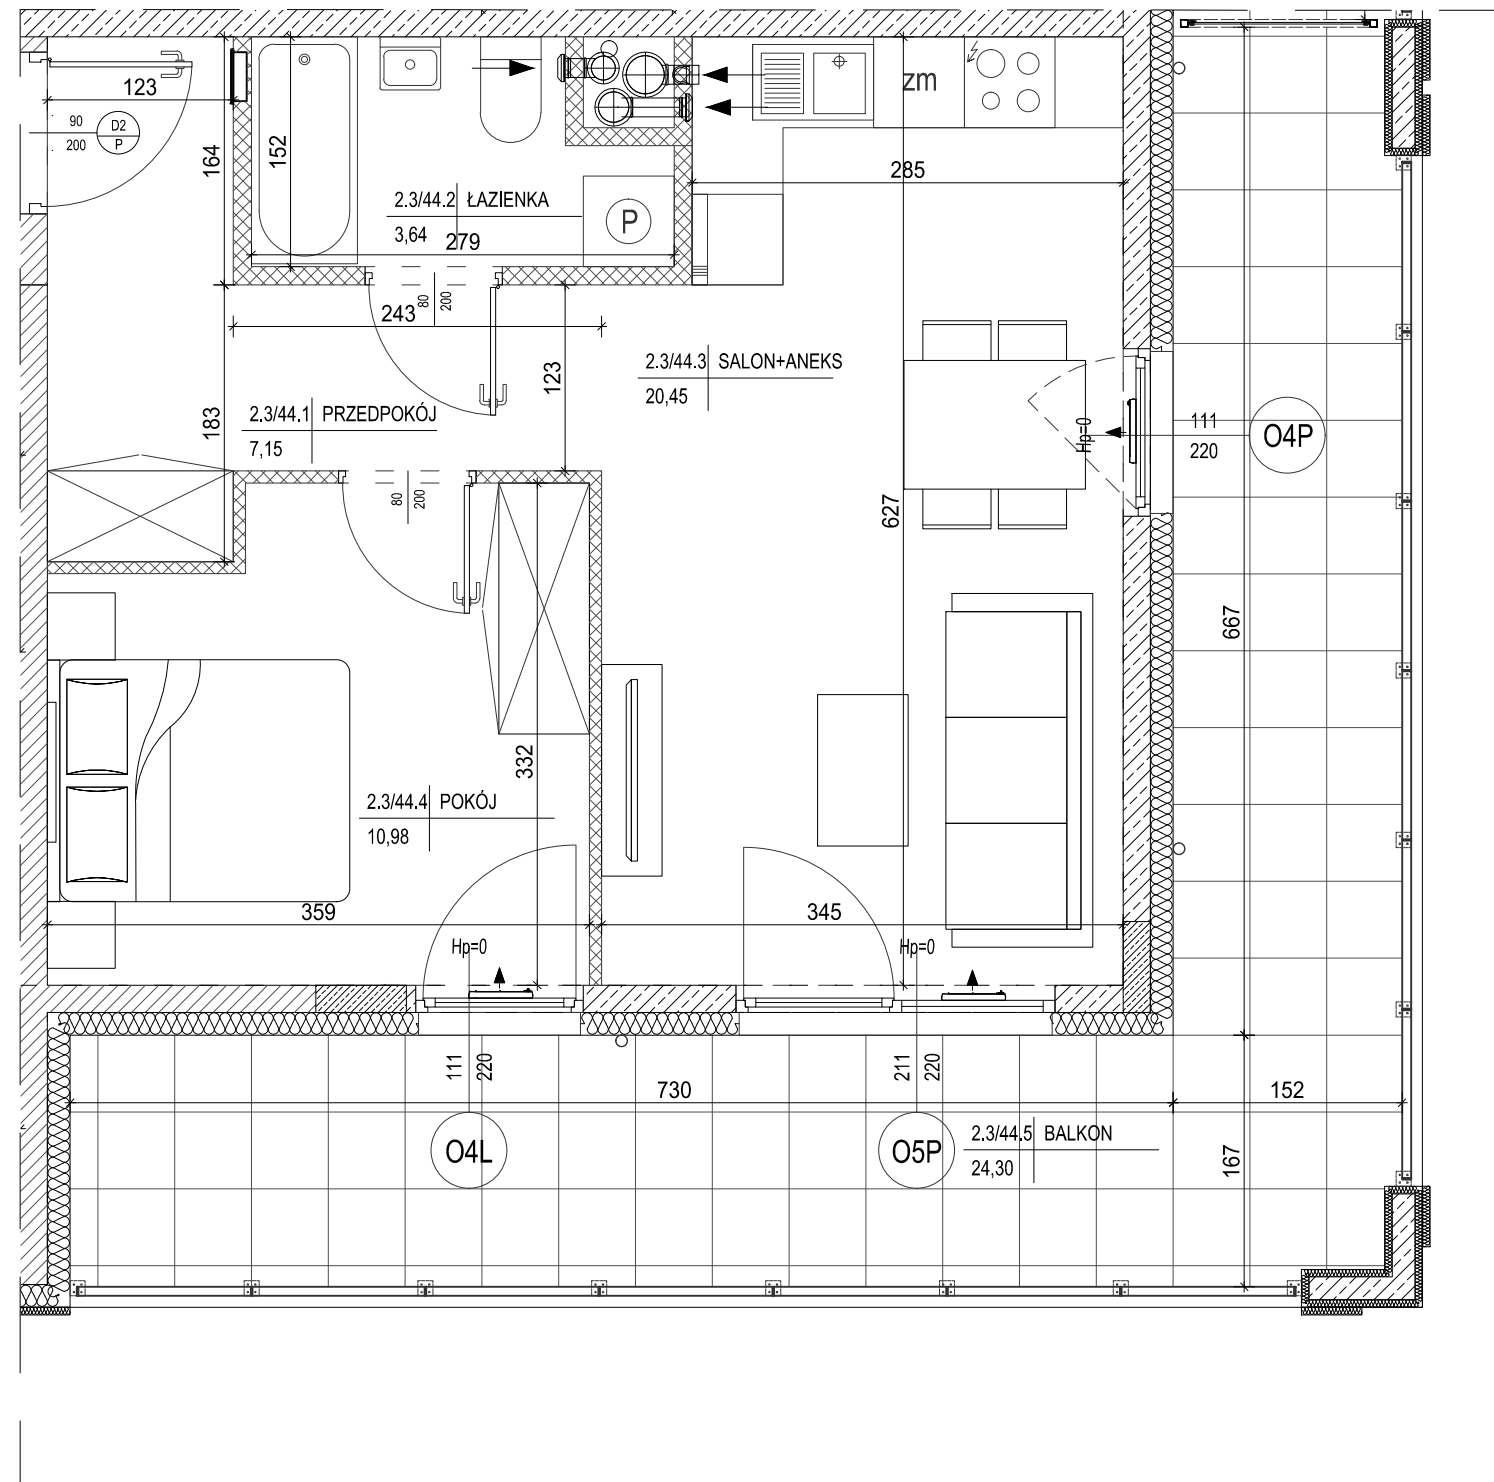 123
90
200
D2
P
164
152
2.3/44.2 ŁAZIENKA
3,64
279
P
zm
285
243
80
200
123
183
2.3/44.1 PRZEDPOKÓJ
7,15
2.3/44.3 SALON+ANEKS
20,45
80
200
627
Hp=0
111
220
O4P
667
332
2.3/44.4 POKÓJ
10,98
359
345
Hp=0
Hp=0
111
220
211
220
730
152
O4L
O5P
2.3/44.5 BALKON
24,30
167